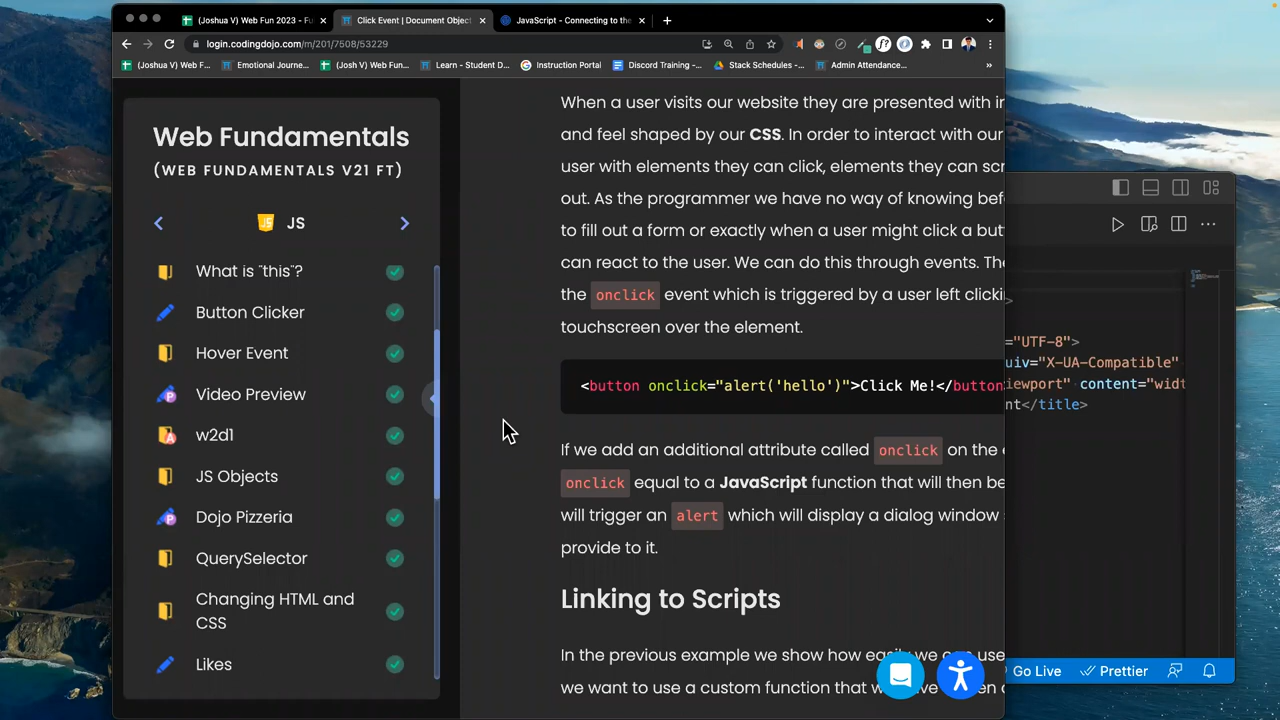 (Joshua V) Web Fun 2023 - Fu
Click Event | Document Objec
JavaScript - Connecting to the
login.codingdojo.com/m/201/7508/53229
(Joshua V) Web Fun...
Emotional Journe...
(Josh V) Web Fun...
Learn - Student D...
Instruction Portal
Discord Training -...
Stack Schedules -...
Admin Attendance...
Web Fundamentals
(WEB FUNDAMENTALS V21 FT)
JS
What is "this"?
Button Clicker
Hover Event
Video Preview
w2d1
JS Objects
Dojo Pizzeria
QuerySelector
Changing HTML and
CSS
Likes
When a user visits our website they are presented with in
and feel shaped by our CSS. In order to interact with our
user with elements they can click, elements they can scr
out. As the programmer we have no way of knowing befo
to fill out a form or exactly when a user might click a but
can react to the user. We can do this through events. The
the onclick event which is triggered by a user left clicki
touchscreen over the element.
<button onclick="alert('hello')">Click Me!</button
If we add an additional attribute called onclick on the e
onclick equal to a JavaScript function that will then be
will trigger an alert which will display a dialog window
provide to it.
Linking to Scripts
In the previous example we show how easily we can use
we want to use a custom function that
>
="UTF-8">
uiv="X-UA-Compatible"
iewport" content="widt
nt</title>
Go Live
Prettier